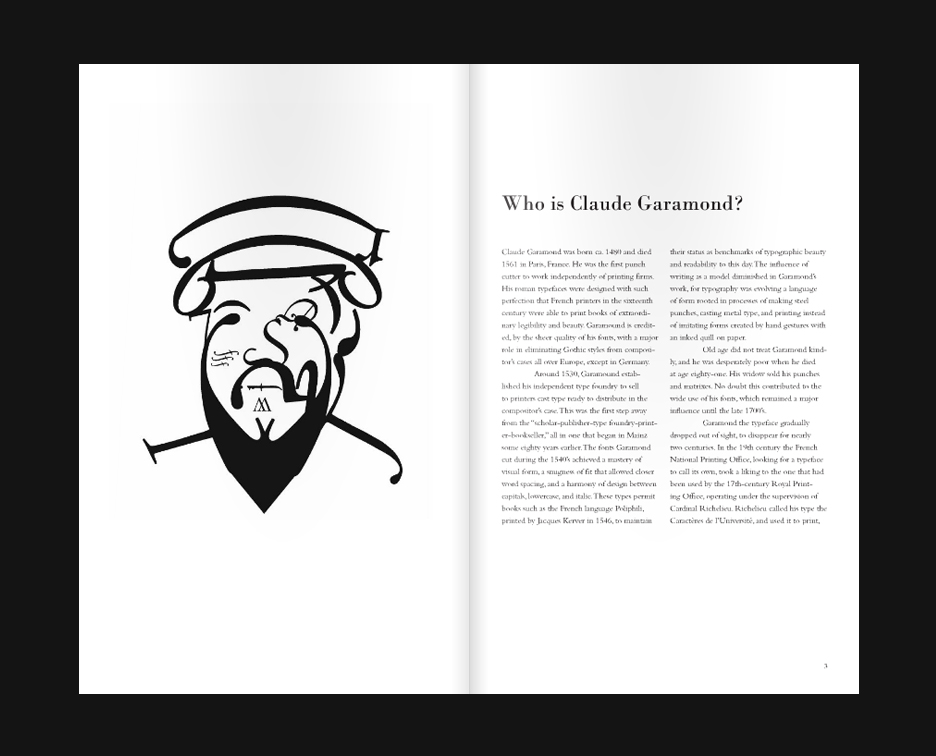 Who is Claude Garamond?
Claude Garamond was born ca. 1480 and died
1561 in Paris, France. He was the first punch
cutter to work independently of printing firms.
His roman typefaces were designed with such
perfection that French printers in the sixteenth
century were able to print books of extraordi-
nary legibility and beauty. Garamond is credit-
ed, by the sheer quality of his fonts, with a major
role in eliminating Gothic styles from compos-
tor's cases all over Europe, except in Germany.
Around 1530, Garamound estab-
lished his independent type foundry to sell
to printers cast type ready to distribute in the
compositor's case. This was the first step away
from the "scholar-publisher-type foundry-print-
er-bookseller," all in one that began in Mainz
some eighty years earlier. The fonts Garamond
cut during the 1540's achieved a mastery of
visual form, a snugness of fit that allowed closer
word spacing, and a harmony of design between
capitals, lowercase, and italic. These types permit
books such as the French language Poliphili,
printed by Jacques Kerver in 1546, to maintain
their status as benchmarks of typographic beauty
and readability to this day. The influence of
writing as a model diminished in Garamond's
work, for typography was evolving a language
of form rooted in processes of making steel
punches, casting metal type, and printing instead
of imitating forms created by hand gestures with
an inked quill on paper.
Old age did not treat Garamond kind-
ly, and he was desperately poor when he died
at age eighty-one. His widow sold his punches
and matrixes. No doubt this contributed to the
wide use of his fonts, which remained a major
influence until the late 1700's.
Garamond the typeface gradually
dropped out of sight, to disappear for nearly
two centuries. In the 19th century the French
National Printing Office, looking for a typeface
to call its own, took a liking to the one that had
been used by the 17th-century Royal Print-
ing Office, operating under the supervision of
Cardinal Richelieu. Richelieu called his type the
Caractères de l'Université, and used it to print,
3